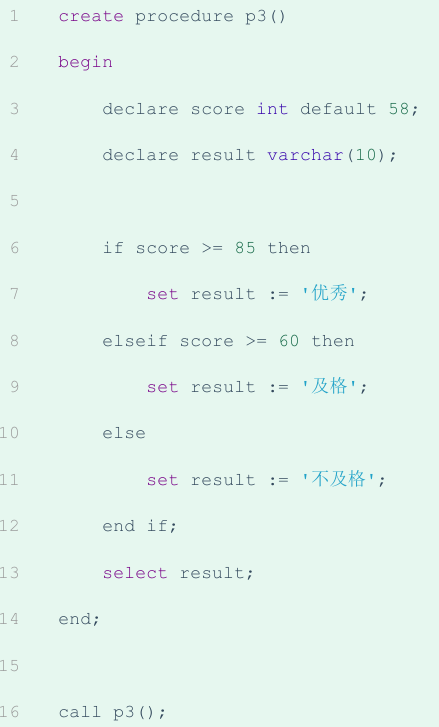 1 create procedure p3()
2 begin
3 declare score int default 58;
4 declare result varchar(10);
5
6 if score >= 85 then
7 set result := '优秀';
8 elseif score >= 60 then
9 set result := '及格';
10 else
11 set result := '不及格';
12 end if;
13 select result;
14 end;
15
16 call p3();